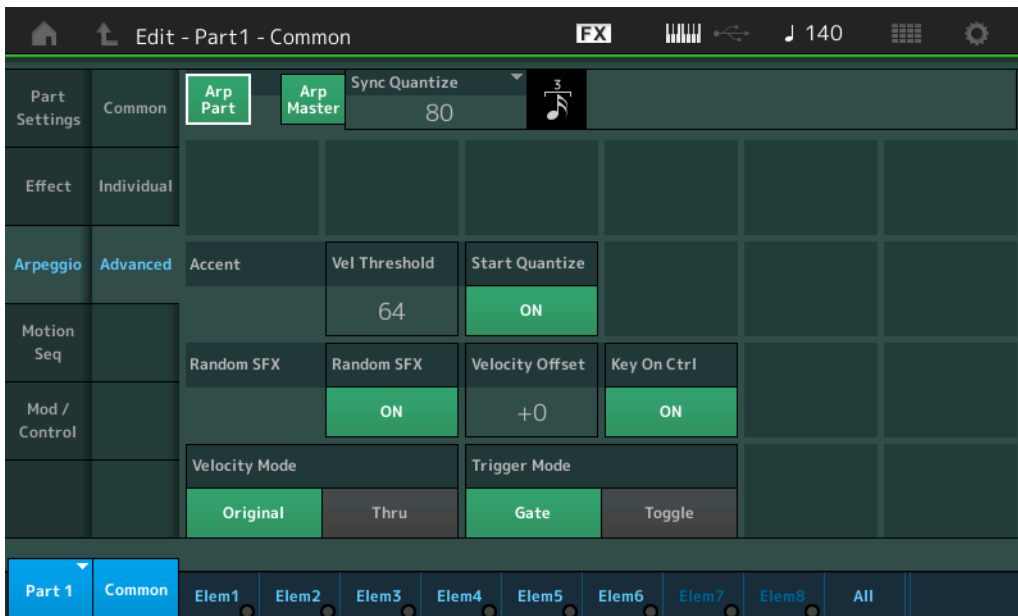 Edit - Part1 - Common
FX
♩ 140
Part
Settings
Common
Arp
Part
Arp
Master
Sync Quantize
80
3
Effect
Individual
Arpeggio
Advanced
Accent
Vel Threshold
Start Quantize
64
ON
Motion
Seq
Random SFX
Random SFX
Velocity Offset
Key On Ctrl
ON
+0
ON
Mod /
Control
Velocity Mode
Trigger Mode
Original
Thru
Gate
Toggle
Part 1
Common
Elem1
Elem2
Elem3
Elem4
Elem5
Elem6
Elem7
Elem8
All